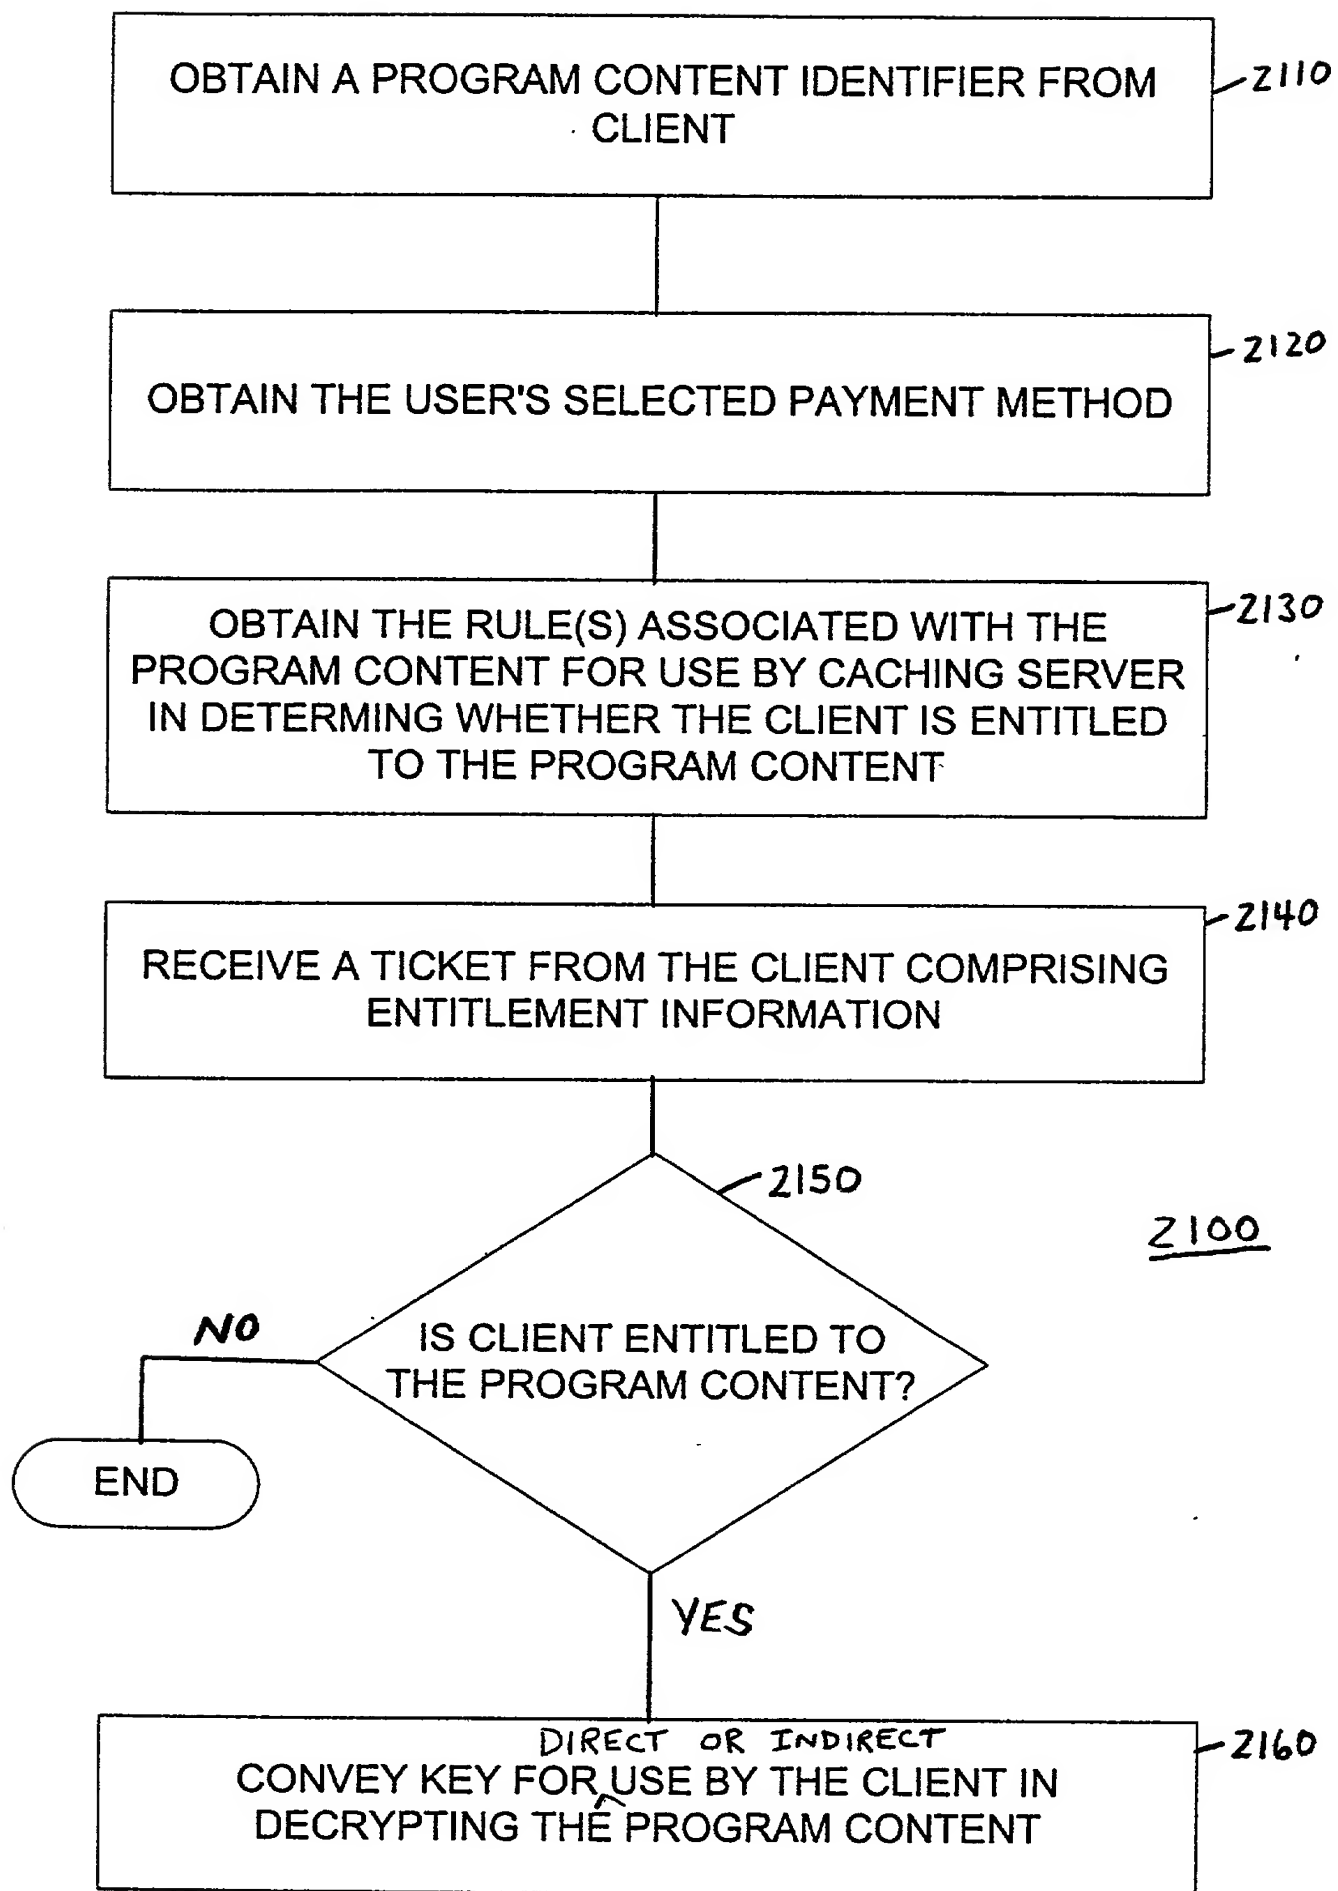 OBTAIN A PROGRAM CONTENT IDENTIFIER FROM
CLIENT
2110
OBTAIN THE USER'S SELECTED PAYMENT METHOD
2120
OBTAIN THE RULE(S) ASSOCIATED WITH THE
PROGRAM CONTENT FOR USE BY CACHING SERVER
IN DETERMING WHETHER THE CLIENT IS ENTITLED
TO THE PROGRAM CONTENT
2130
RECEIVE A TICKET FROM THE CLIENT COMPRISING
ENTITLEMENT INFORMATION
2140
2150
2100
IS CLIENT ENTITLED TO
THE PROGRAM CONTENT?
NO
END
YES
DIRECT OR INDIRECT
CONVEY KEY FOR USE BY THE CLIENT IN
DECRYPTING THE PROGRAM CONTENT
2160